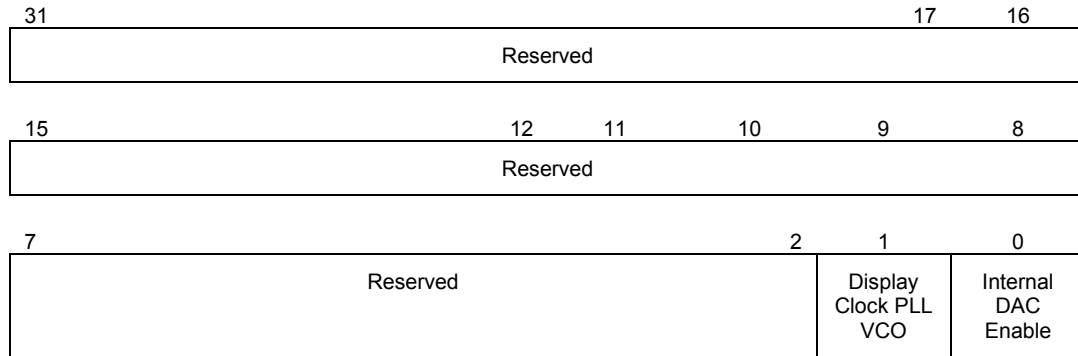 31 17 16
Reserved
15 12 11 10 9 8
Reserved
7 2 1 0
Reserved Display Internal
Clock PLL DAC
VCO Enable